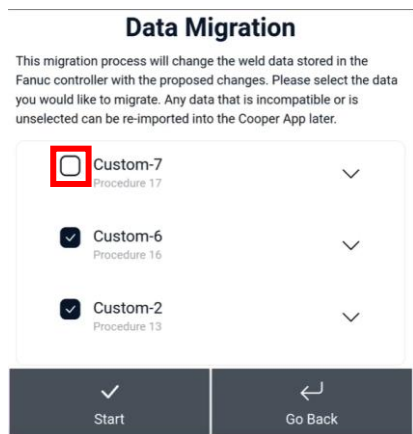 Data Migration
This migration process will change the weld data stored in the
Fanuc controller with the proposed changes. Please select the data
you would like to migrate. Any data that is incompatible or is
unselected can be re-imported into the Cooper App later.
Custom-7
Procedure 17
Custom-6
Procedure 16
Custom-2
Procedure 13
Start
Go Back